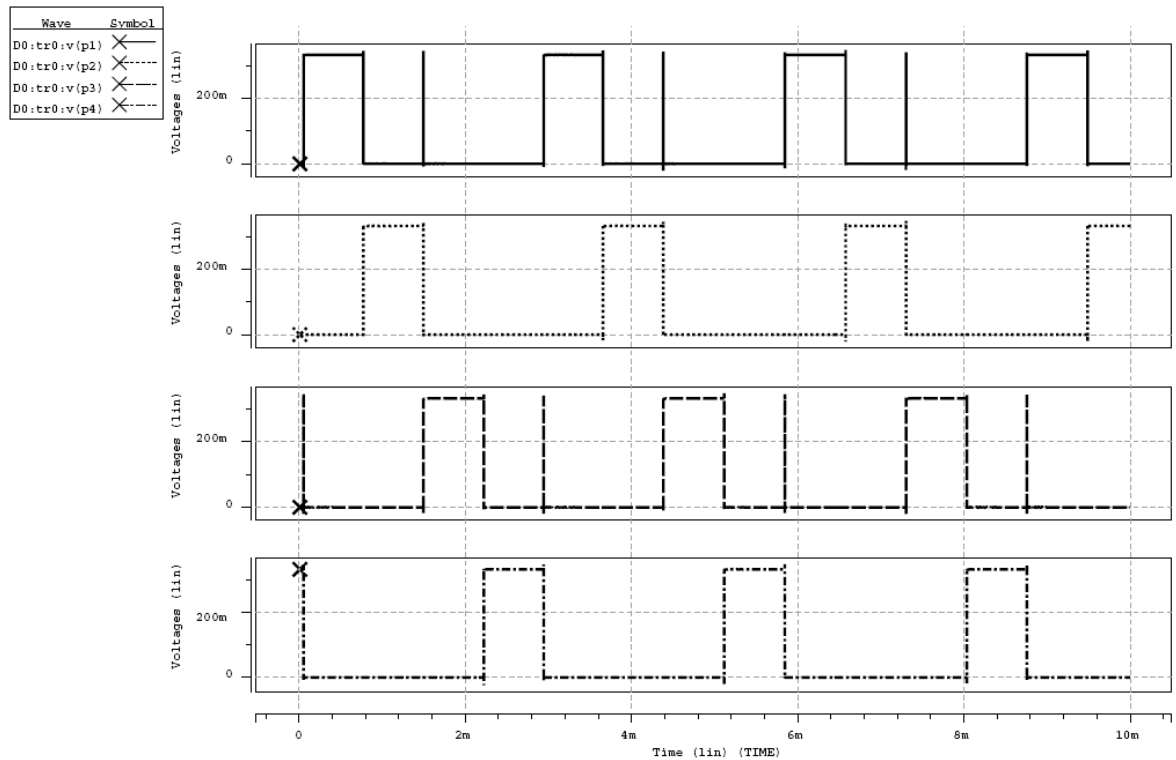 Wave Symbol
D0:tr0:v(p1)
D0:tr0:v(p2)
D0:tr0:v(p3)
D0:tr0:v(p4)
Voltages (lin)
200m
0
Voltages (lin)
200m
0
Voltages (lin)
200m
0
Voltages (lin)
200m
0
0 2m 4m 6m 8m 10m
Time (lin) (TIME)